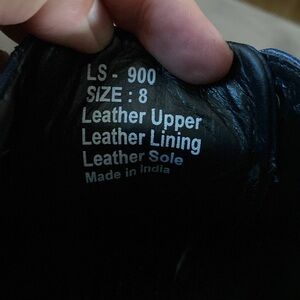 LS - 900
SIZE : 8
Leather Upper
Leather Lining
Leather Sole
Made in India